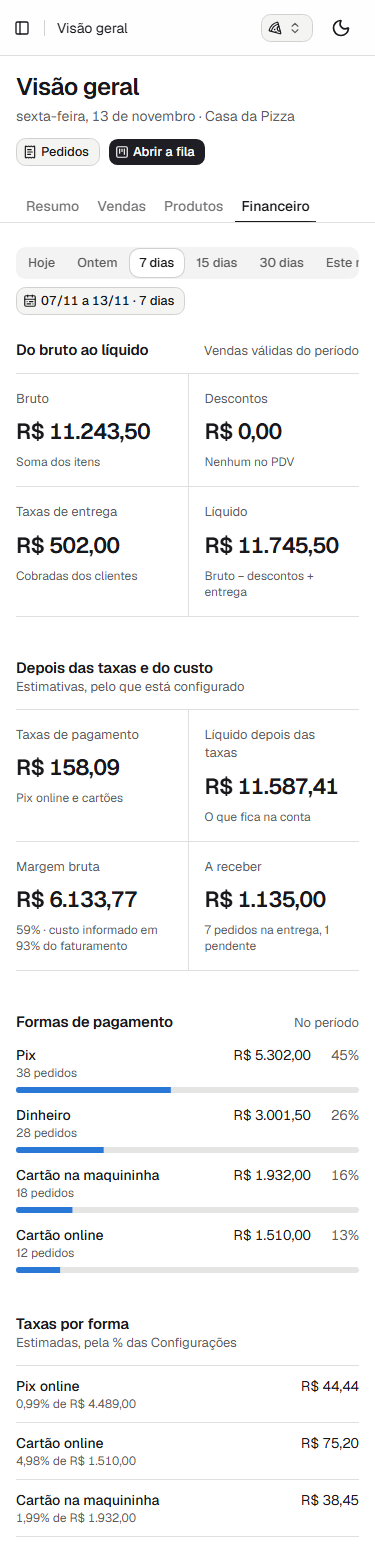 Visão geral
Visão geral
sexta-feira, 13 de novembro · Casa da Pizza
Pedidos
Abrir a fila
Resumo Vendas Produtos Financeiro
Hoje Ontem 7 dias 15 dias 30 dias Este
07/11 a 13/11 · 7 dias
Do bruto ao líquido
Vendas válidas do período
Bruto
R$ 11.243,50
Soma dos itens
Descontos
R$ 0,00
Nenhum no PDV
Taxas de entrega
R$ 502,00
Cobradas dos clientes
Líquido
R$ 11.745,50
Bruto – descontos +
entrega
Depois das taxas e do custo
Estimativas, pelo que está configurado
Taxas de pagamento
R$ 158,09
Pix online e cartões
Líquido depois das
taxas
R$ 11.587,41
O que fica na conta
Margem bruta
R$ 6.133,77
59% · custo informado em
93% do faturamento
A receber
R$ 1.135,00
7 pedidos na entrega, 1
pendente
Formas de pagamento
No período
Pix R$ 5.302,00 45%
38 pedidos
Dinheiro R$ 3.001,50 26%
28 pedidos
Cartão na maquininha R$ 1.932,00 16%
18 pedidos
Cartão online R$ 1.510,00 13%
12 pedidos
Taxas por forma
Estimadas, pela % das Configurações
Pix online R$ 44,44
0,99% de R$ 4.489,00
Cartão online R$ 75,20
4,98% de R$ 1.510,00
Cartão na maquininha R$ 38,45
1,99% de R$ 1.932,00